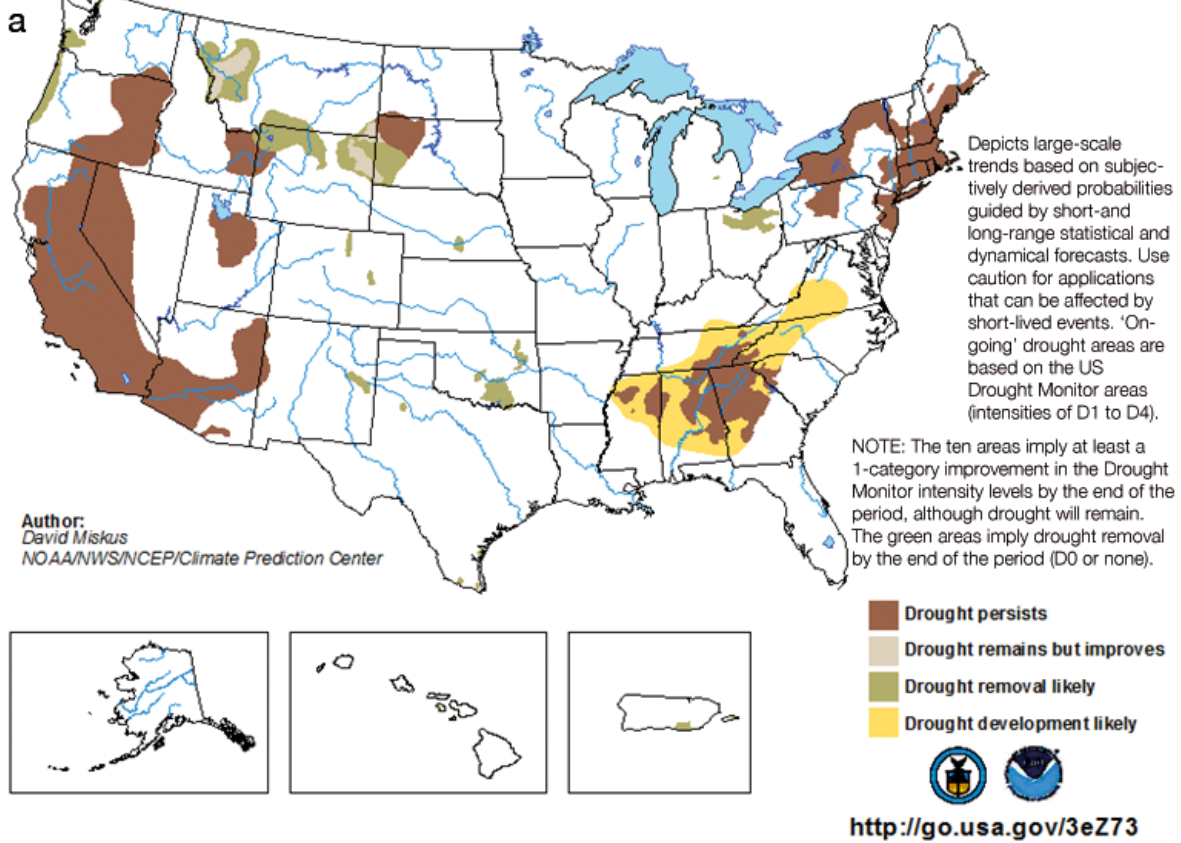 a
Depicts large-scale
trends based on subjec-
tively derived probabilities
guided by short-and
long-range statistical and
dynamical forecasts. Use
caution for applications
that can be affected by
short-lived events. ‘On-
going’ drought areas are
based on the US
Drought Monitor areas
(intensities of D1 to D4).
NOTE: The ten areas imply at least a
1-category improvement in the Drought
Monitor intensity levels by the end of the
period, although drought will remain.
The green areas imply drought removal
by the end of the period (D0 or none).
Author:
David Miskus
NOAA/NWS/NCEP/Climate Prediction Center
Drought persists
Drought remains but improves
Drought removal likely
Drought development likely
http://go.usa.gov/3eZ73